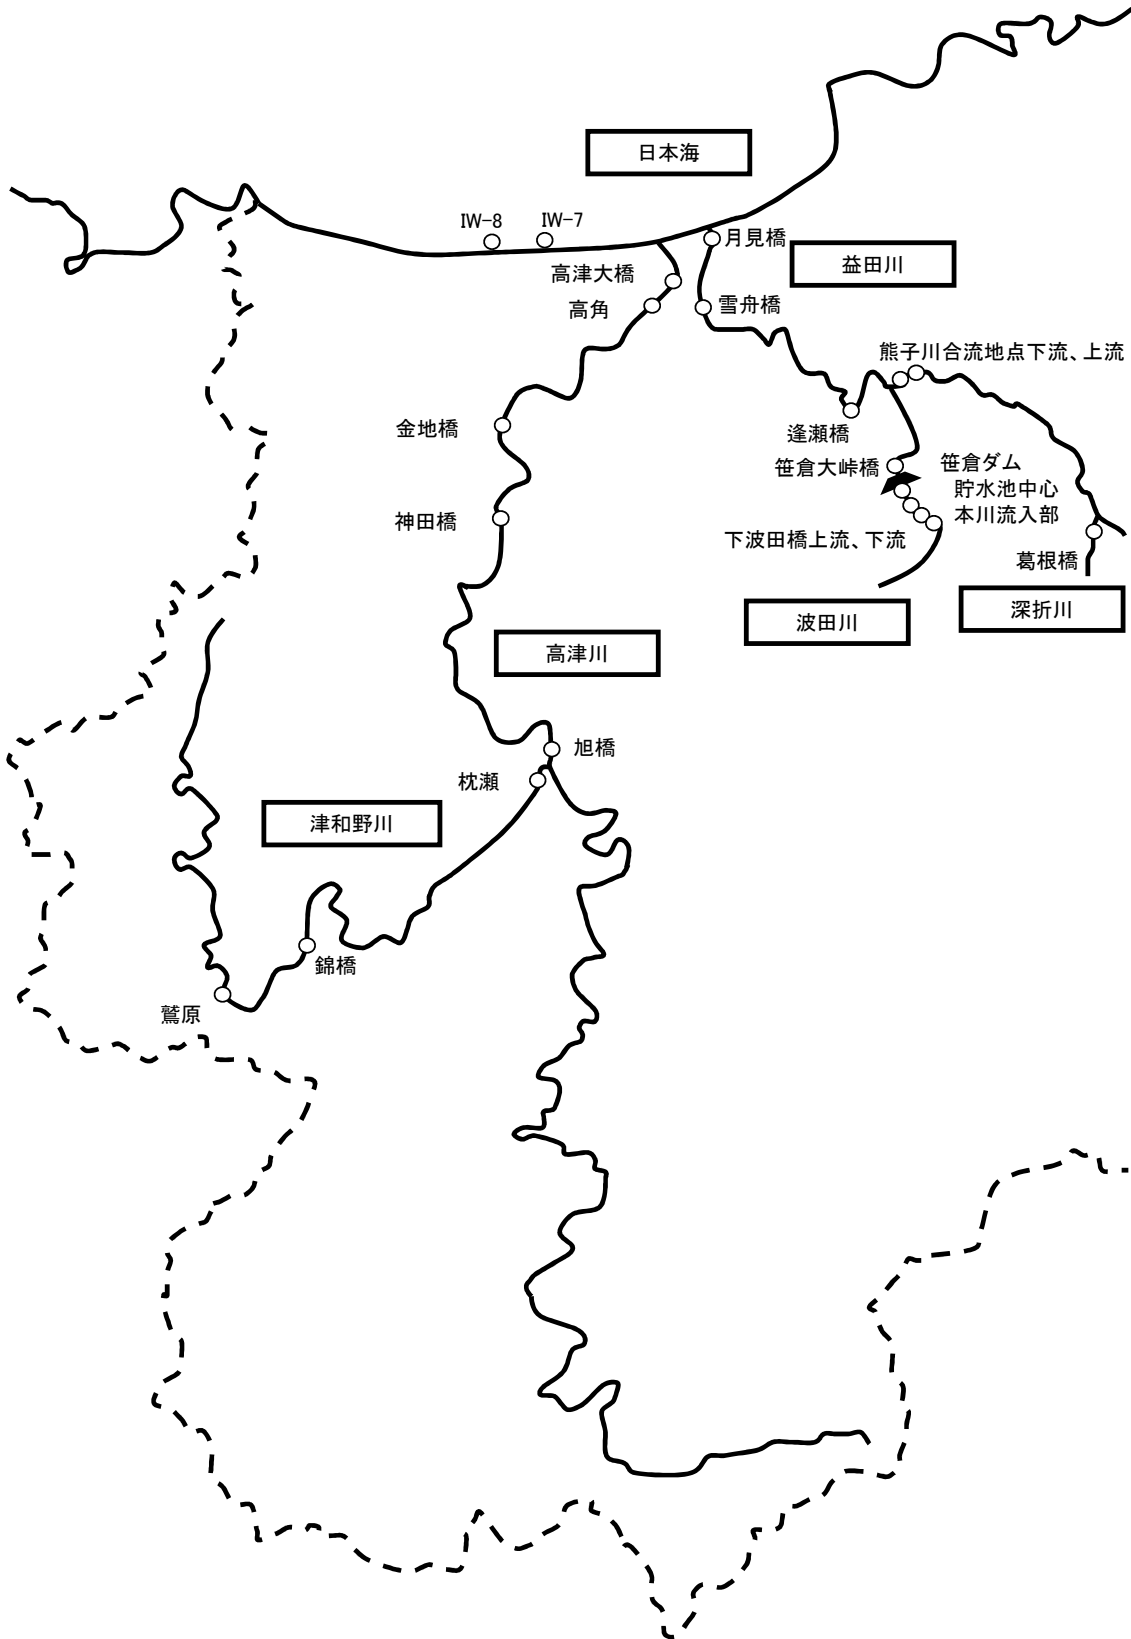 日本海
IW-8
IW-7
月見橋
益田川
高津大橋
高角
雪舟橋
熊子川合流地点下流、上流
金地橋
逢瀬橋
笹倉大峠橋
笹倉ダム
貯水池中心
本川流入部
神田橋
下波田橋上流、下流
葛根橋
深折川
波田川
高津川
旭橋
枕瀬
津和野川
錦橋
鷲原